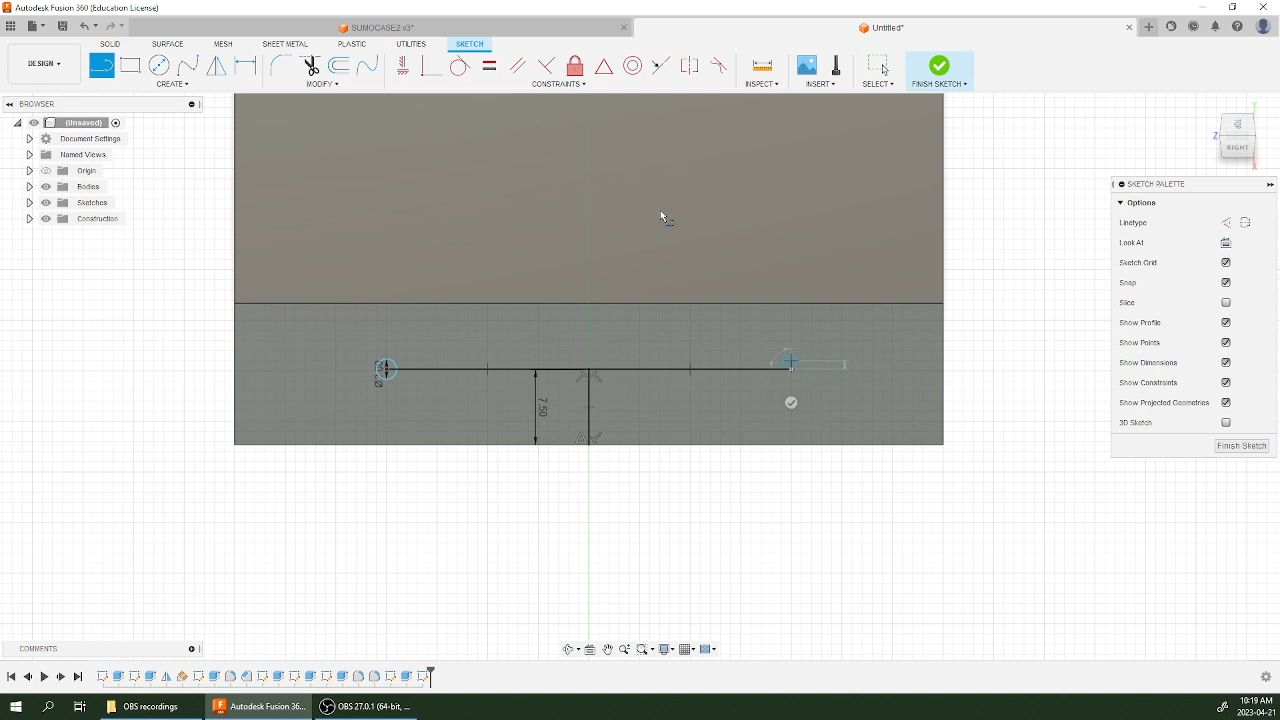 Autodesk Fusion 360 (Education License)
SUMOCASE2 v3*
Untitled*
DESIGN
SOLID
SURFACE
MESH
SHEET METAL
PLASTIC
UTILITIES
SKETCH
CREATE
MODIFY
CONSTRAINTS
INSPECT
INSERT
SELECT
FINISH SKETCH
BROWSER
(Unsaved)
Document Settings
Named Views
Origin
Bodies
Sketches
Construction
Z
RIGHT
X
SKETCH PALETTE
Options
Linetype
Look At
Sketch Grid
Snap
Slice
Show Profile
Show Points
Show Dimensions
Show Constraints
Show Projected Geometries
3D Sketch
Finish Sketch
7.50
COMMENTS
OBS recordings
Autodesk Fusion 36...
OBS 27.0.1 (64-bit, ...
10:19 AM
2023-04-21